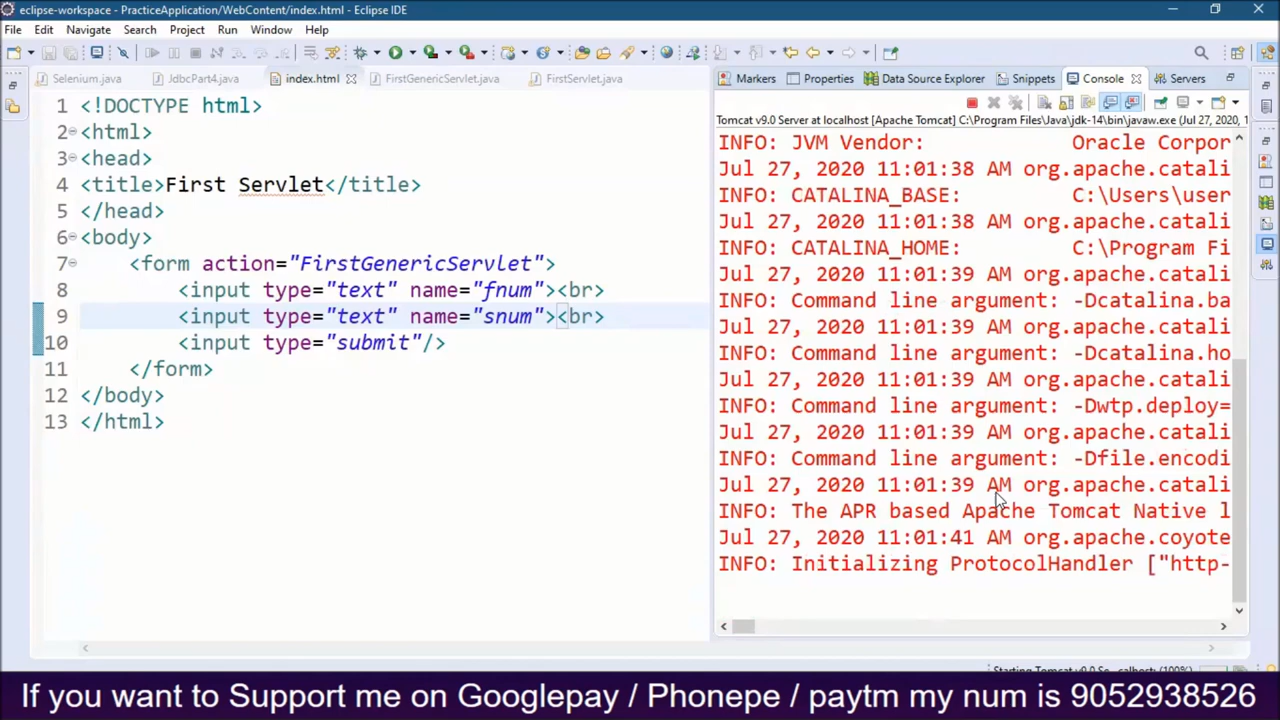 eclipse-workspace - PracticeApplication/WebContent/index.html - Eclipse IDE
File Edit Navigate Search Project Run Window Help
Selenium.java JdbcPart4.java index.html FirstGenericServlet.java FirstServlet.java
1 <!DOCTYPE html>
2 <html>
3 <head>
4 <title>First Servlet</title>
5 </head>
6 <body>
7 <form action="FirstGenericServlet">
8 <input type="text" name="fnum"><br>
9 <input type="text" name="snum"><br>
10 <input type="submit"/>
11 </form>
12 </body>
13 </html>
Markers Properties Data Source Explorer Snippets Console Servers
Tomcat v9.0 Server at localhost [Apache Tomcat] C:\Program Files\Java\jdk-14\bin\javaw.exe (Jul 27, 2020, 1
INFO: JVM Vendor: Oracle Corpor
Jul 27, 2020 11:01:38 AM org.apache.catali
INFO: CATALINA_BASE: C:\Users\user
Jul 27, 2020 11:01:38 AM org.apache.catali
INFO: CATALINA_HOME: C:\Program Fi
Jul 27, 2020 11:01:39 AM org.apache.catali
INFO: Command line argument: -Dcatalina.ba
Jul 27, 2020 11:01:39 AM org.apache.catali
INFO: Command line argument: -Dcatalina.ho
Jul 27, 2020 11:01:39 AM org.apache.catali
INFO: Command line argument: -Dwtp.deploy=
Jul 27, 2020 11:01:39 AM org.apache.catali
INFO: Command line argument: -Dfile.encodi
Jul 27, 2020 11:01:39 AM org.apache.catali
INFO: The APR based Apache Tomcat Native l
Jul 27, 2020 11:01:41 AM org.apache.coyote
INFO: Initializing ProtocolHandler ["http-
Starting Tomcat v9.0 Se...calhost: (100%)
If you want to Support me on Googlepay / Phonepe / paytm my num is 9052938526